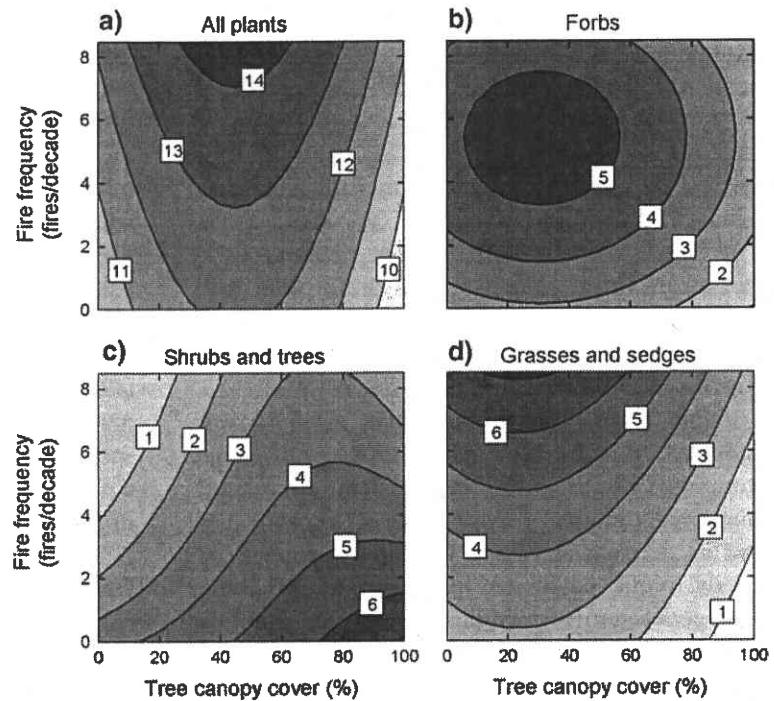 a) All plants
b) Forbs
Fire frequency
(fires/decade)
8
6
4
2
0
14
13
12
11
10
5
4
3
2
c) Shrubs and trees
d) Grasses and sedges
Fire frequency
(fires/decade)
8
6
4
2
0
1
2
3
4
5
6
6
5
4
3
2
1
0 20 40 60 80 100
0 20 40 60 80 100
Tree canopy cover (%)
Tree canopy cover (%)